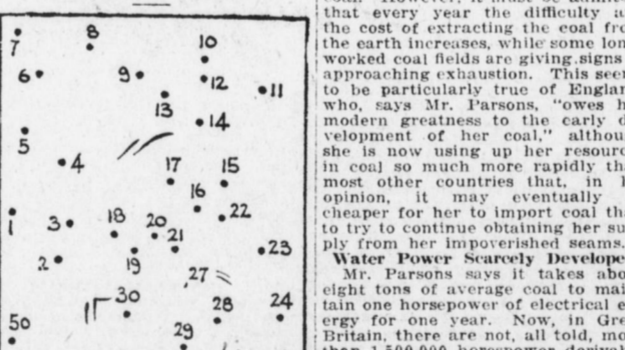 7
8
10
6
9
12
11
13
14
5
4
17
15
16
1
3
18
20
22
21
19
23
2
27
30
28
24
50
29
that every year the difficulty a
the cost of extracting the coal fro
the earth increases, while some lon
worked coal fields are giving signs
approaching exhaustion. This see
to be particularly true of Englan
who, says Mr. Parsons, "owes h
modern greatness to the early d
velopment of her coal," althou
she is now using up her resourc
in coal so much more rapidly th
most other countries that, in h
opinion, it may eventually
cheaper for her to import coal th
to try to continue obtaining her su
ply from her impoverished seams.
Water Power Scarcely Develope
Mr. Parsons says it takes abo
eight tons of average coal to mai
tain one horsepower of electrical e
ergy for one year. Now, in Gre
Britain, there are not, all told, mo
than 1,500,000 horsepower